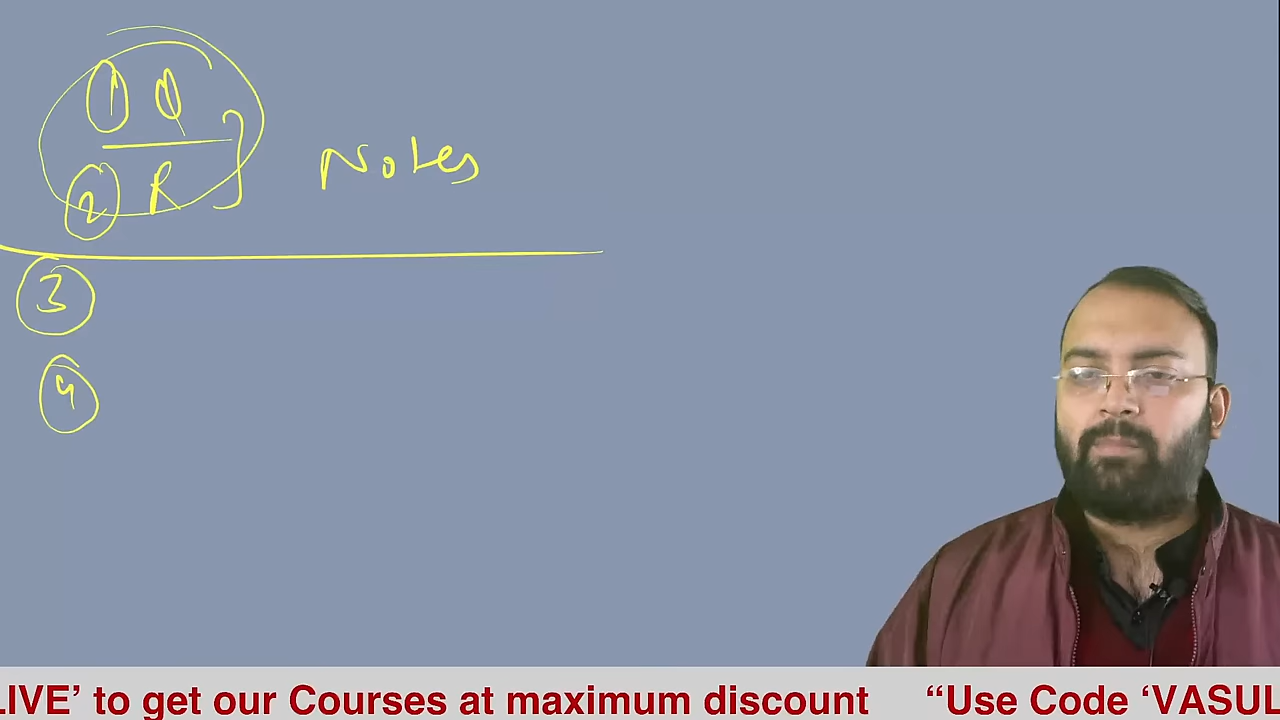 1 Q
2 R
Notes
3
4
LIVE’ to get our Courses at maximum discount “Use Code ‘VASUL